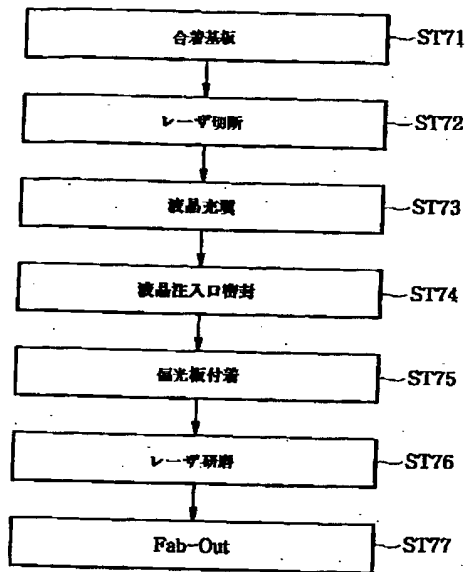 合着基板 ST71
レーザ切断 ST72
液晶充填 ST73
液晶注入口密封 ST74
偏光板付着 ST75
レーザ研磨 ST76
Fab-Out ST77